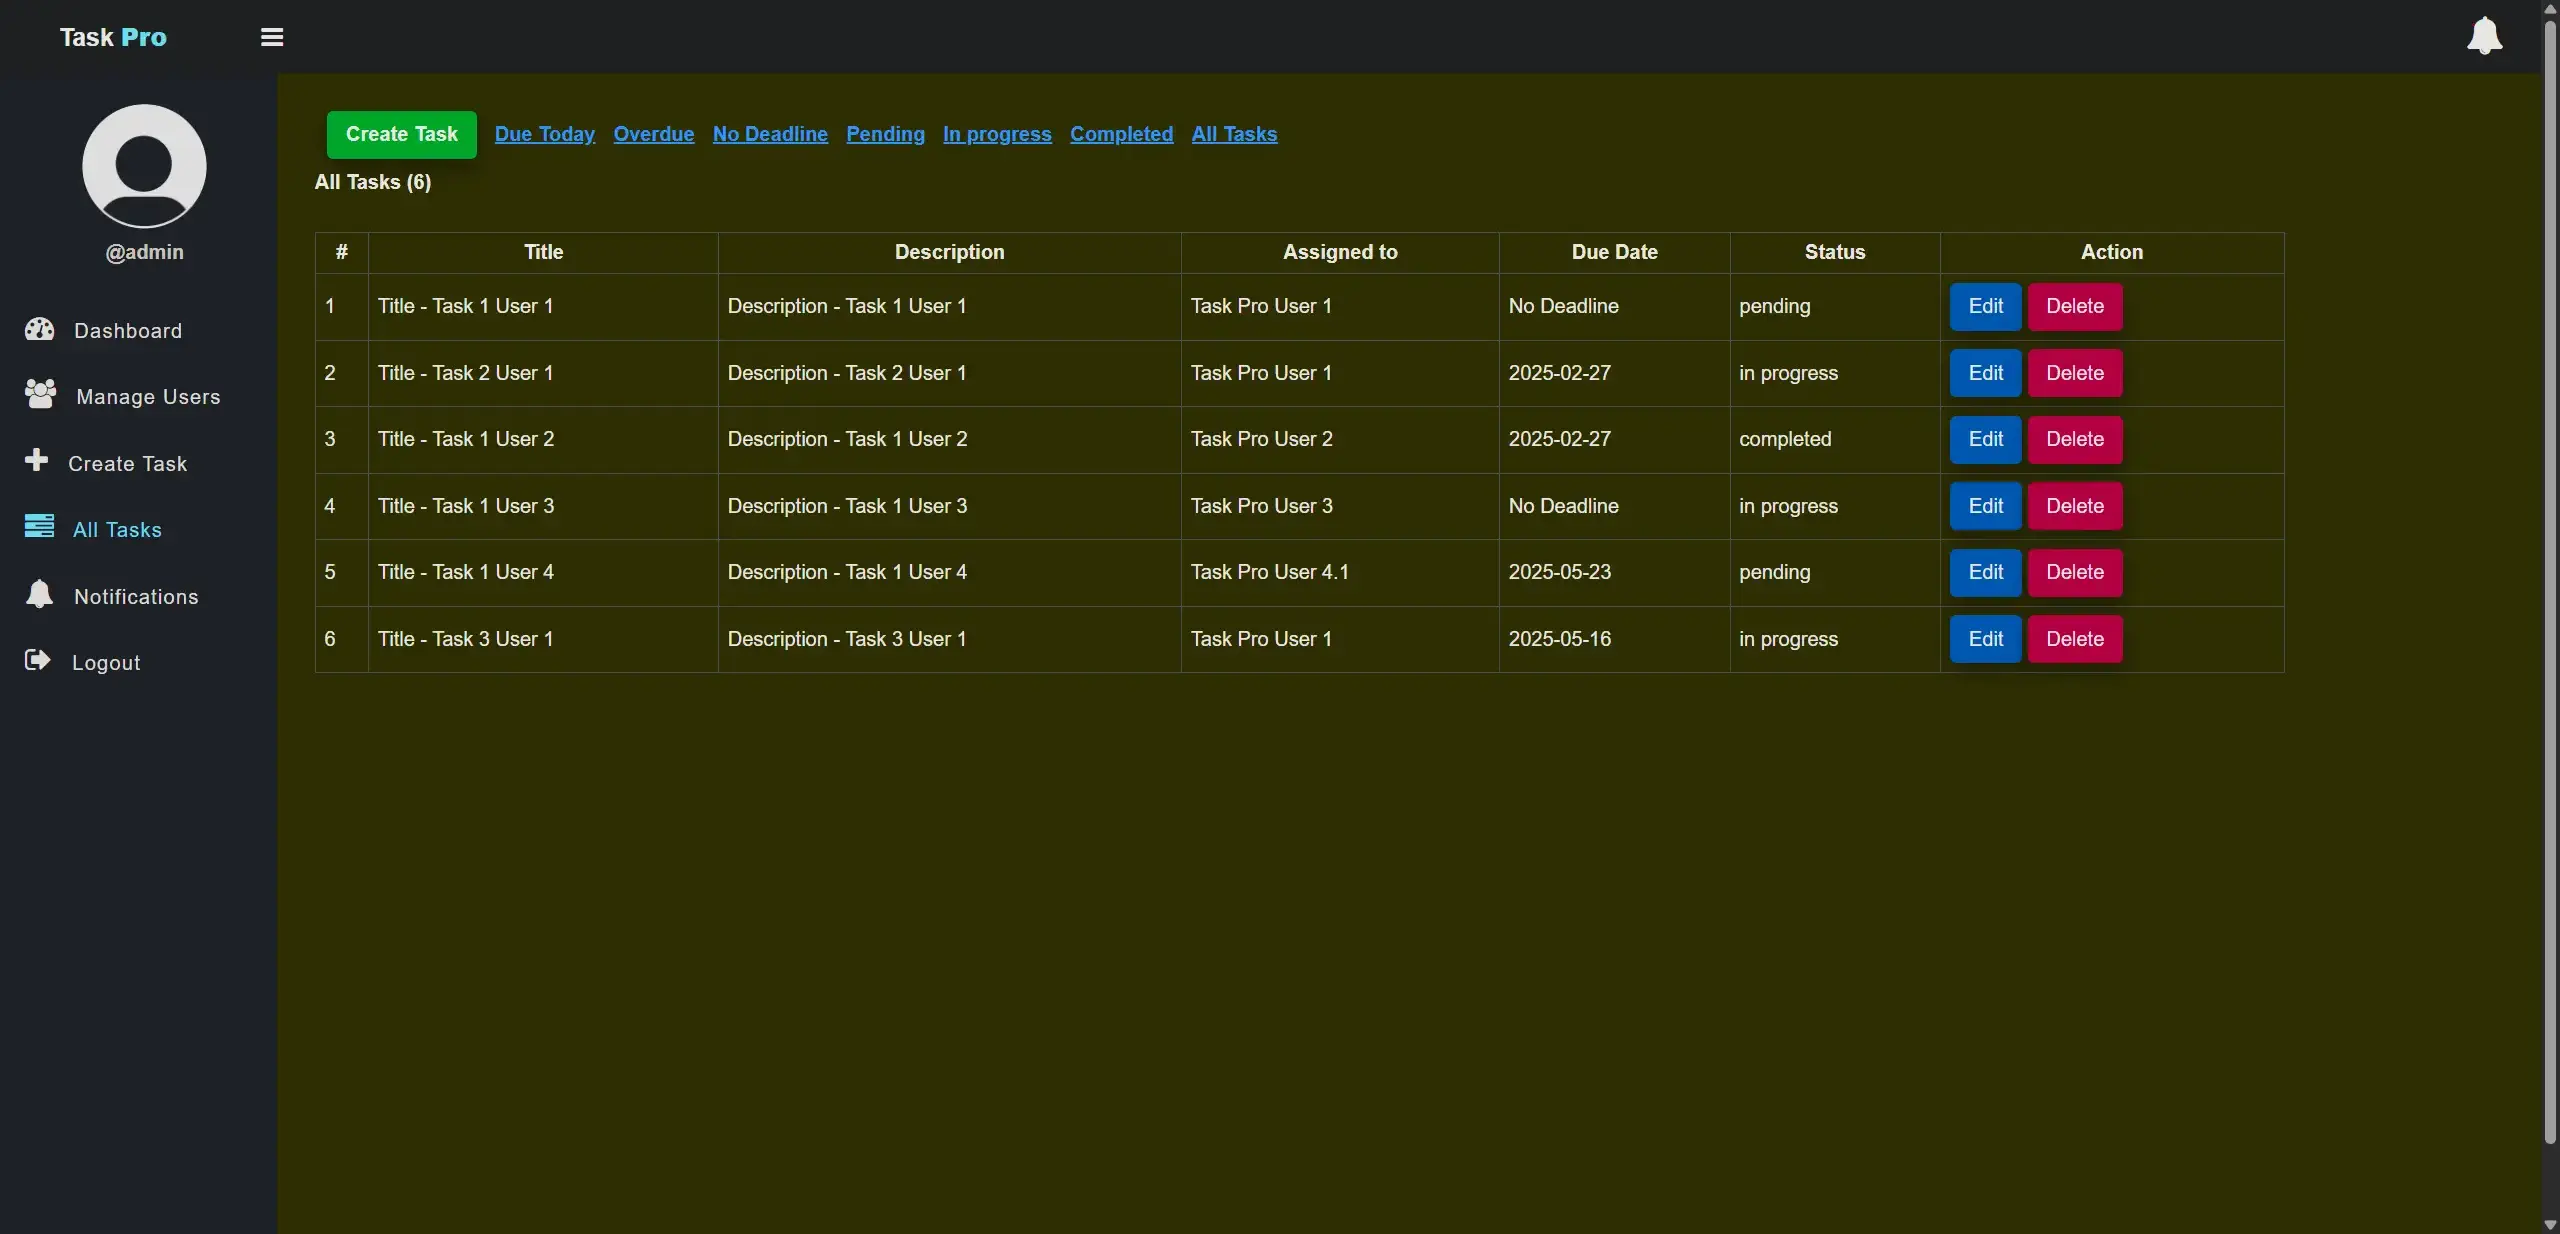 Task Pro
@admin
Dashboard
Manage Users
Create Task
All Tasks
Notifications
Logout
Create Task Due Today Overdue No Deadline Pending In progress Completed All Tasks
All Tasks (6)
# Title Description Assigned to Due Date Status Action
1 Title - Task 1 User 1 Description - Task 1 User 1 Task Pro User 1 No Deadline pending Edit Delete
2 Title - Task 2 User 1 Description - Task 2 User 1 Task Pro User 1 2025-02-27 in progress Edit Delete
3 Title - Task 1 User 2 Description - Task 1 User 2 Task Pro User 2 2025-02-27 completed Edit Delete
4 Title - Task 1 User 3 Description - Task 1 User 3 Task Pro User 3 No Deadline in progress Edit Delete
5 Title - Task 1 User 4 Description - Task 1 User 4 Task Pro User 4.1 2025-05-23 pending Edit Delete
6 Title - Task 3 User 1 Description - Task 3 User 1 Task Pro User 1 2025-05-16 in progress Edit Delete